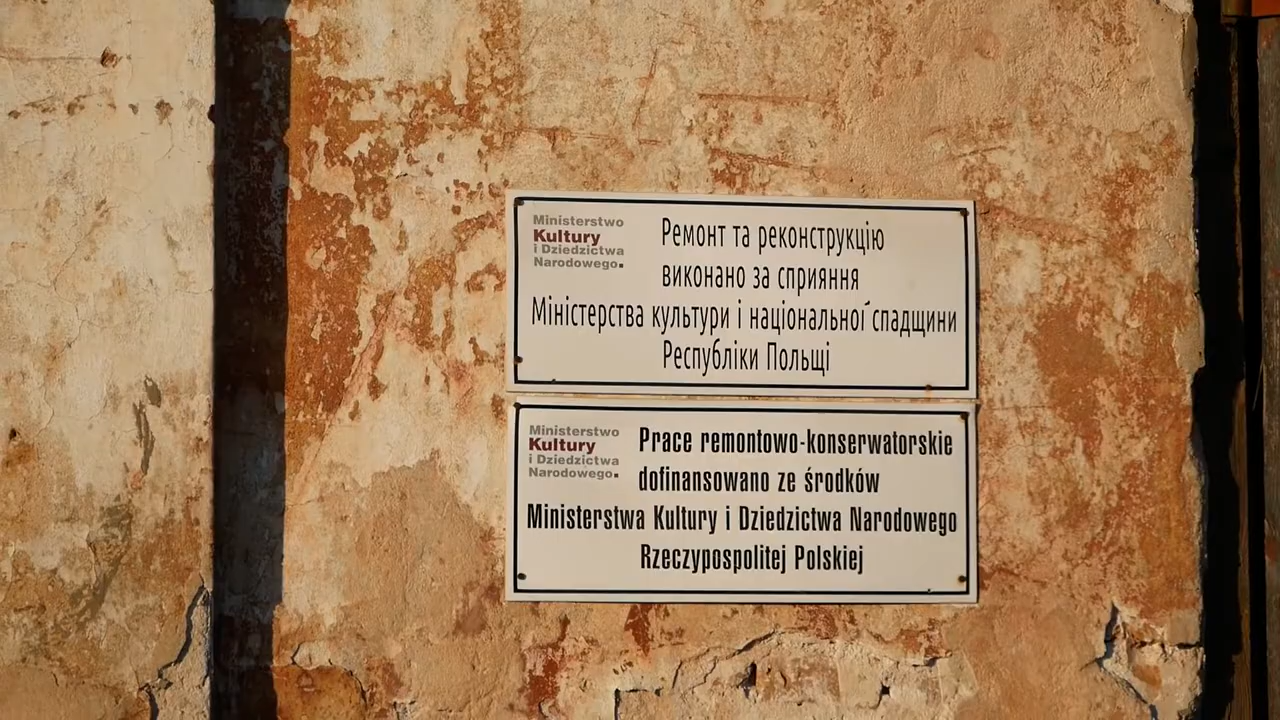 Ministerstwo
Kultury
i Dziedzictwa
Narodowego.
Ремонт та реконструкцію
виконано за сприяння
Міністерства культури і національної спадщини
Республіки Польщі
Ministerstwo
Kultury
i Dziedzictwa
Narodowego.
Prace remontowo-konserwatorskie
dofinansowano ze środków
Ministerstwa Kultury i Dziedzictwa Narodowego
Rzeczypospolitej Polskiej